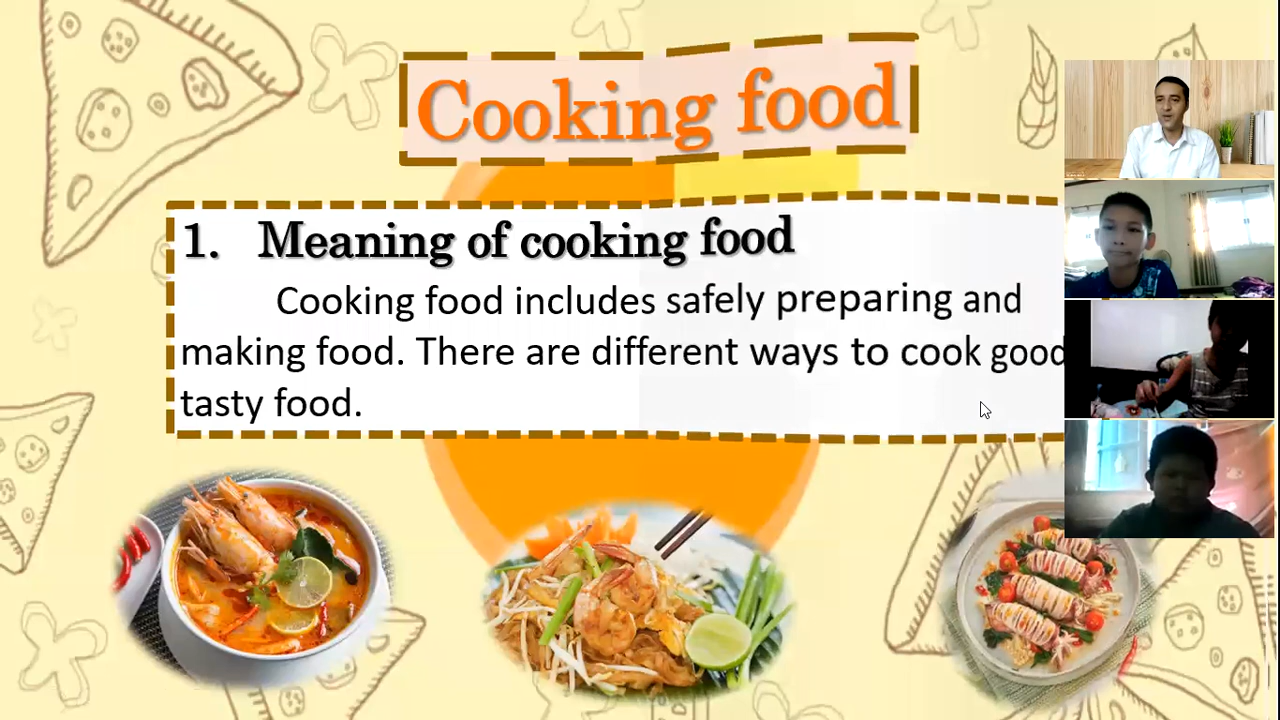 Cooking food
1. Meaning of cooking food
Cooking food includes safely preparing and
making food. There are different ways to cook good
tasty food.